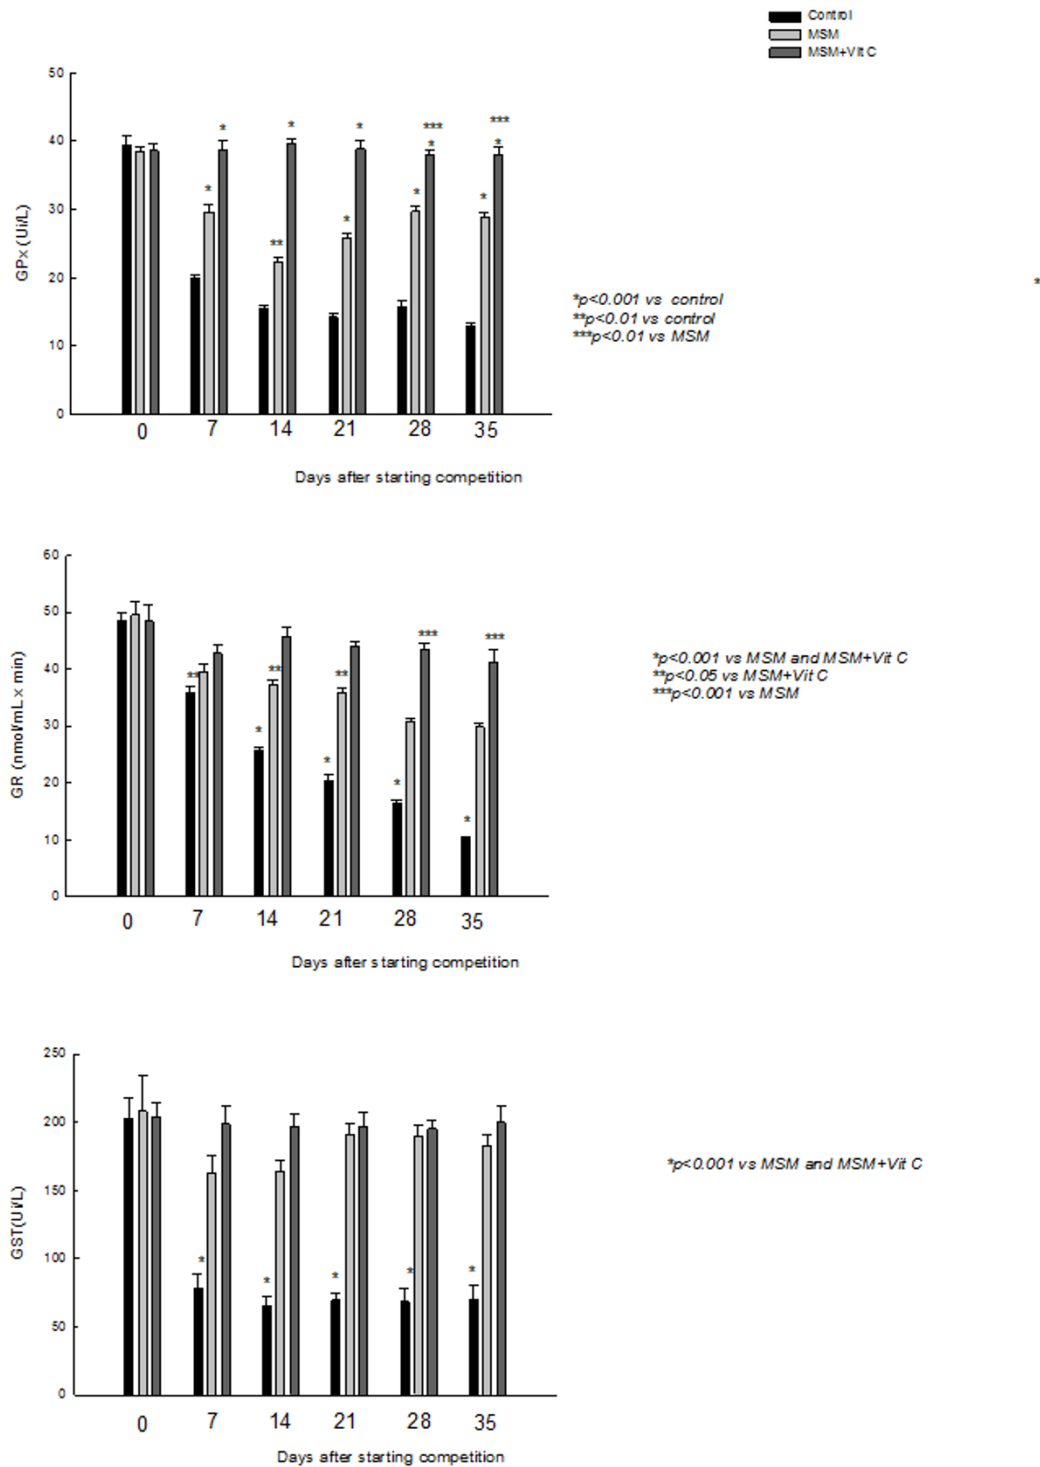 Control
MSM
MSM+Vit C
50
40
30
20
10
0
GPx (Ui/L)
* * * *** ***
* *
* ** * * *
*
*p<0.001 vs control
**p<0.01 vs control
***p<0.01 vs MSM
0 7 14 21 28 35
Days after starting competition
60
50
40
30
20
10
0
GR (nmol/mL x min)
** ** ** *** ***
* * * *
*p<0.001 vs MSM and MSM+Vit C
**p<0.05 vs MSM+Vit C
***p<0.001 vs MSM
0 7 14 21 28 35
Days after starting competition
250
200
150
100
50
0
GST(Ui/L)
* * * * *
*p<0.001 vs MSM and MSM+Vit C
0 7 14 21 28 35
Days after starting competition